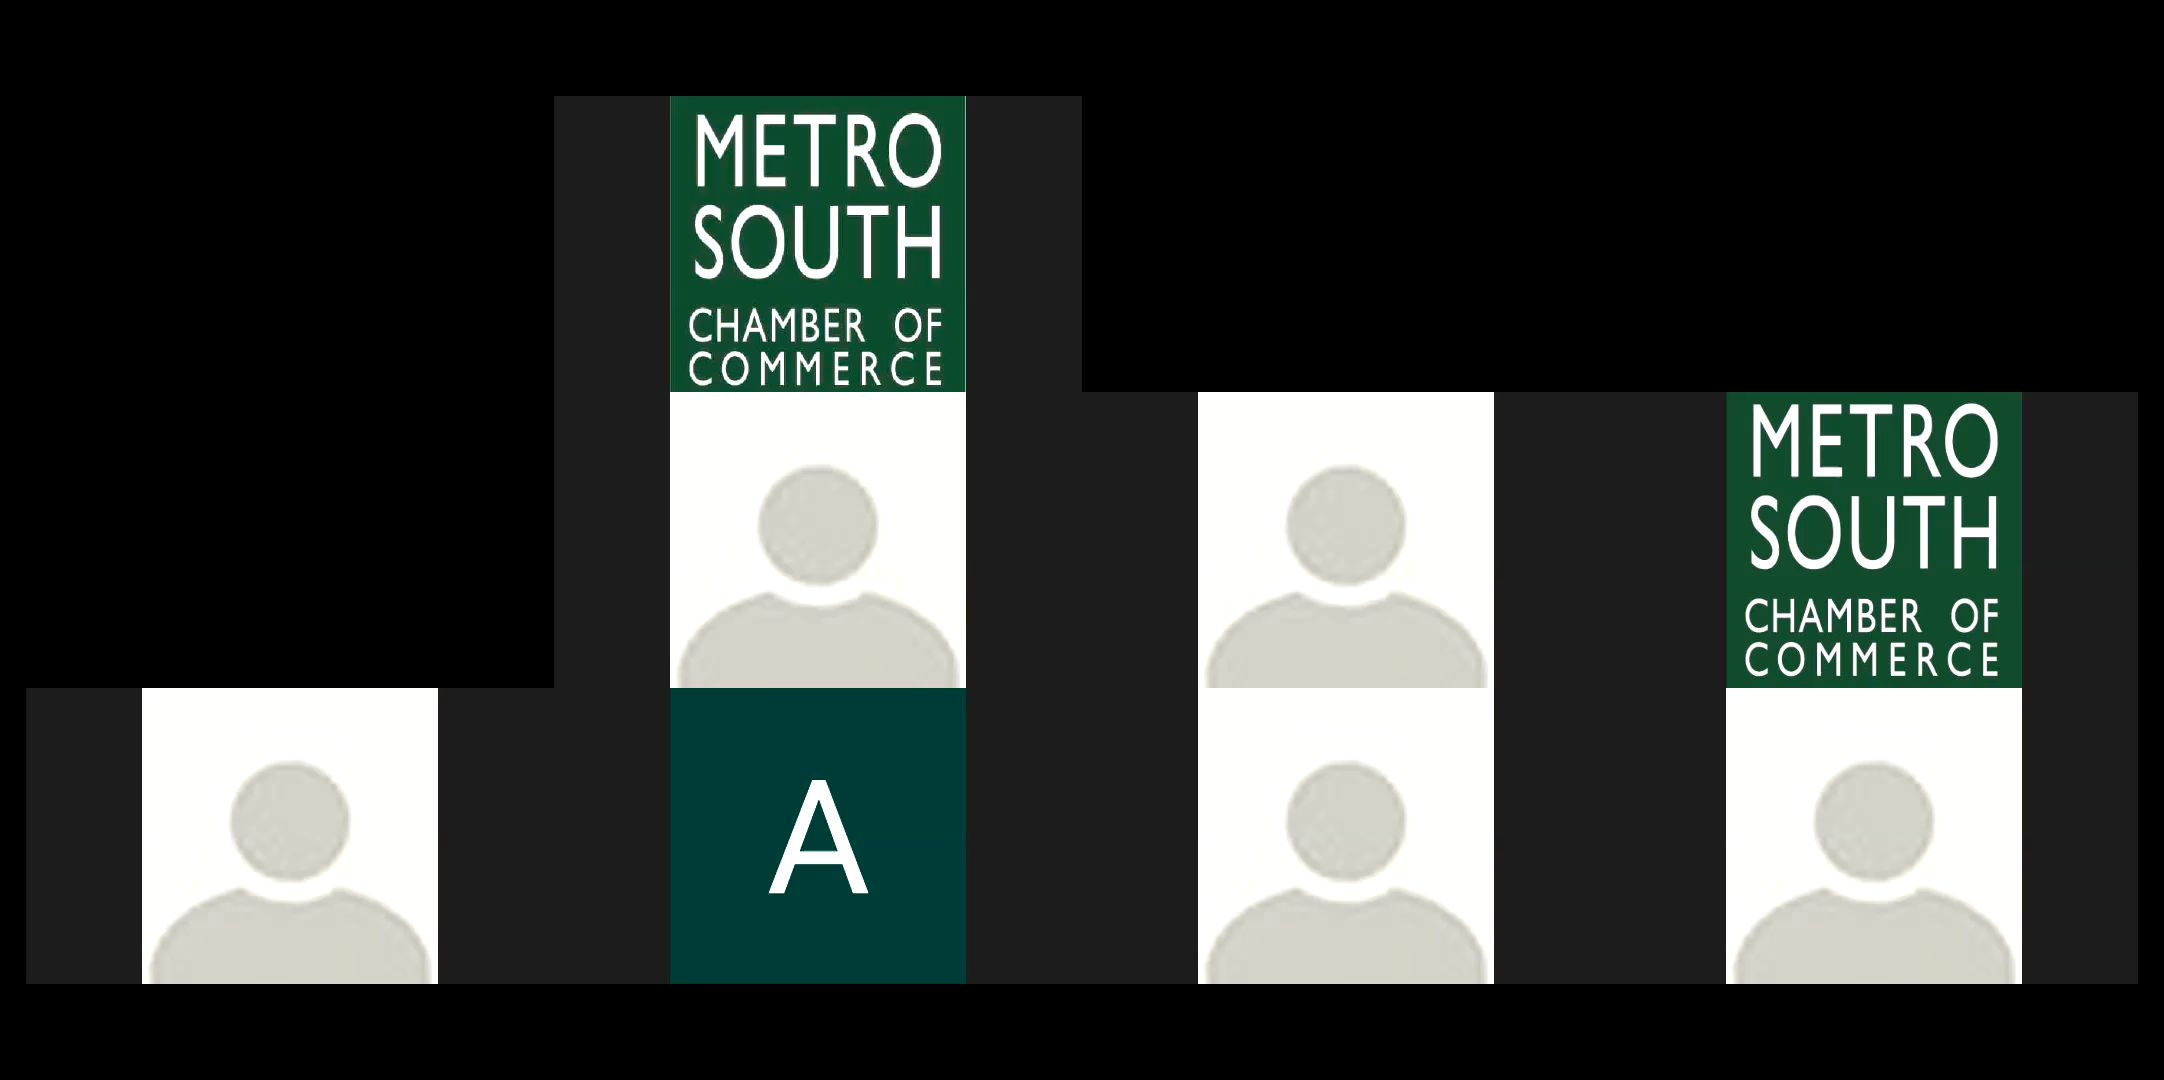 METRO
SOUTH
CHAMBER OF
COMMERCE
METRO
SOUTH
CHAMBER OF
COMMERCE
A